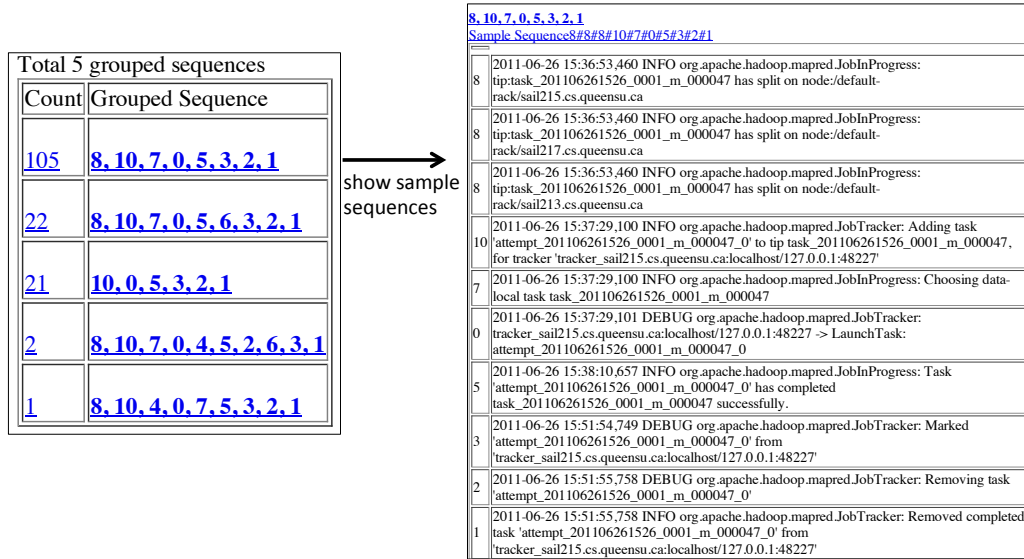 Total 5 grouped sequences
Count Grouped Sequence
105 8, 10, 7, 0, 5, 3, 2, 1
22 8, 10, 7, 0, 5, 6, 3, 2, 1
21 10, 0, 5, 3, 2, 1
2 8, 10, 7, 0, 4, 5, 2, 6, 3, 1
1 8, 10, 4, 0, 7, 5, 3, 2, 1
show sample
sequences
8, 10, 7, 0, 5, 3, 2, 1
Sample Sequence8#8#8#10#7#0#5#3#2#1
8 2011-06-26 15:36:53,460 INFO org.apache.hadoop.mapred.JobInProgress:
tip:task_201106261526_0001_m_000047 has split on node:/default-
rack/sail215.cs.queensu.ca
8 2011-06-26 15:36:53,460 INFO org.apache.hadoop.mapred.JobInProgress:
tip:task_201106261526_0001_m_000047 has split on node:/default-
rack/sail217.cs.queensu.ca
8 2011-06-26 15:36:53,460 INFO org.apache.hadoop.mapred.JobInProgress:
tip:task_201106261526_0001_m_000047 has split on node:/default-
rack/sail213.cs.queensu.ca
10 2011-06-26 15:37:29,100 INFO org.apache.hadoop.mapred.JobTracker: Adding task
'attempt_201106261526_0001_m_000047_0' to tip task_201106261526_0001_m_000047,
for tracker 'tracker_sail215.cs.queensu.ca:localhost/127.0.0.1:48227'
7 2011-06-26 15:37:29,100 INFO org.apache.hadoop.mapred.JobInProgress: Choosing data-
local task task_201106261526_0001_m_000047
0 2011-06-26 15:37:29,101 DEBUG org.apache.hadoop.mapred.JobTracker:
tracker_sail215.cs.queensu.ca:localhost/127.0.0.1:48227 -> LaunchTask:
attempt_201106261526_0001_m_000047_0
5 2011-06-26 15:38:10,657 INFO org.apache.hadoop.mapred.JobInProgress: Task
'attempt_201106261526_0001_m_000047_0' has completed
task_201106261526_0001_m_000047 successfully.
3 2011-06-26 15:51:54,749 DEBUG org.apache.hadoop.mapred.JobTracker: Marked
'attempt_201106261526_0001_m_000047_0' from
'tracker_sail215.cs.queensu.ca:localhost/127.0.0.1:48227'
2 2011-06-26 15:51:55,758 DEBUG org.apache.hadoop.mapred.JobTracker: Removing task
'attempt_201106261526_0001_m_000047_0'
1 2011-06-26 15:51:55,758 INFO org.apache.hadoop.mapred.JobTracker: Removed completed
task 'attempt_201106261526_0001_m_000047_0' from
'tracker_sail215.cs.queensu.ca:localhost/127.0.0.1:48227'